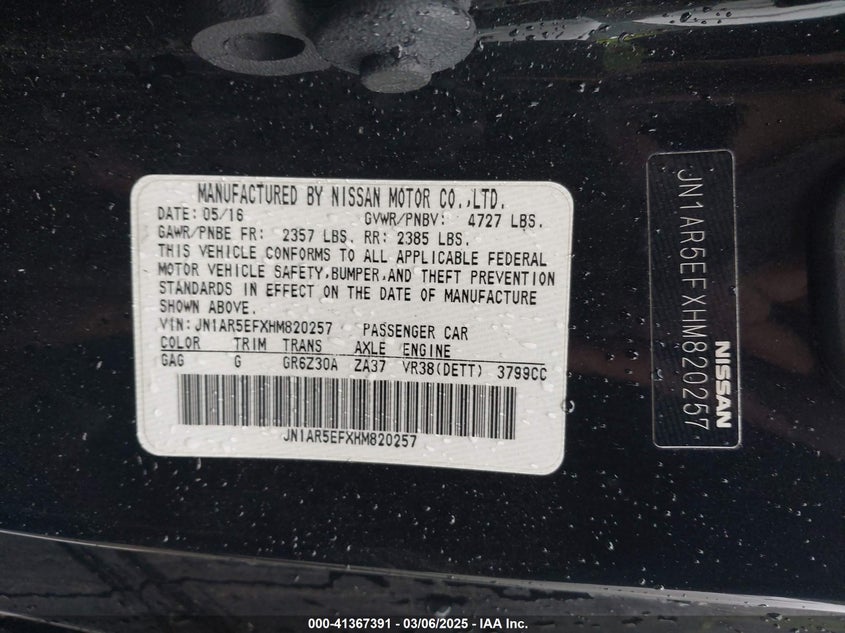 MANUFACTURED BY NISSAN MOTOR CO.,LTD.
DATE: 05/16 GVWR/PNBV: 4727 LBS.
GAWR/PNBE FR: 2357 LBS. RR: 2385 LBS.
THIS VEHICLE CONFORMS TO ALL APPLICABLE FEDERAL
MOTOR VEHICLE SAFETY,BUMPER,AND THEFT PREVENTION
STANDARDS IN EFFECT ON THE DATE OF MANUFACTURE
SHOWN ABOVE.
VIN: JN1AR5EFXHM820257 PASSENGER CAR
COLOR TRIM TRANS AXLE ENGINE
GAG G GR6Z30A ZA37 VR38(DETT) 3799CC
JN1AR5EFXHM820257
JN1AR5EFXHM820257
NISSAN
000-41367391 - 03/06/2025 - IAA Inc.